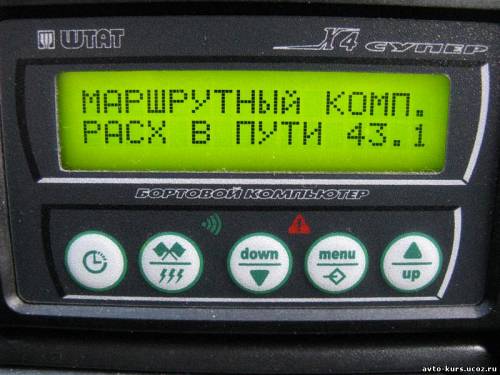 ШТАТ
X4 СУПЕР
МАРШРУТНЫЙ КОМП.
РАСХ В ПУТИ 43.1
БОРТОВОЙ КОМПЬЮТЕР
down
menu
up
avto-kurs.ucoz.ru